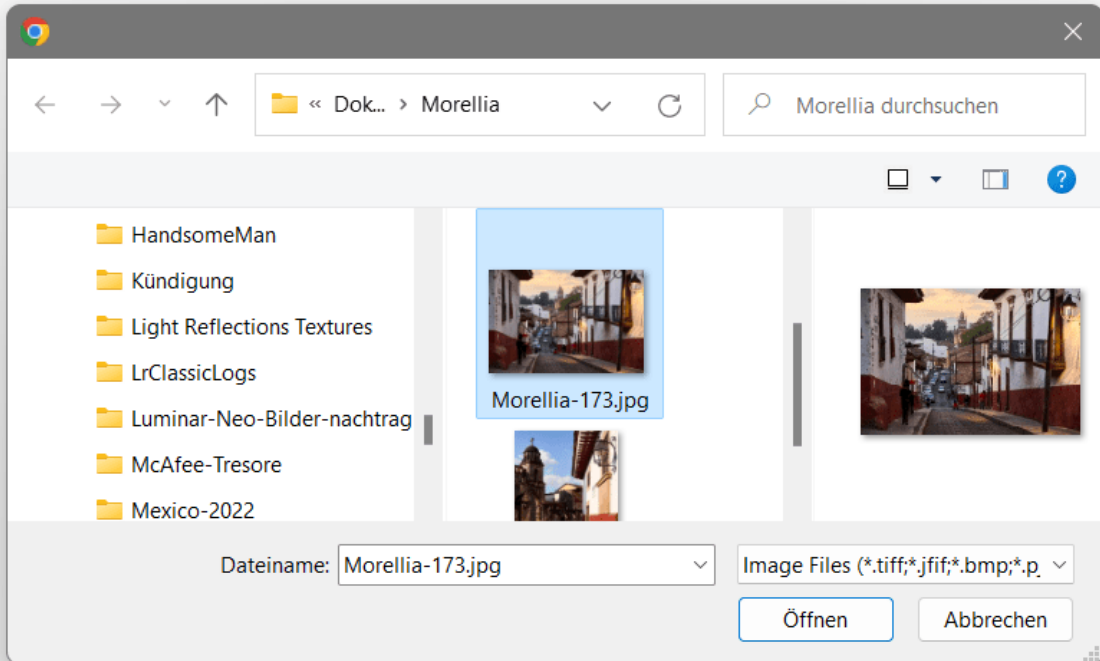 « Dok... › Morellia
Morellia durchsuchen
?
HandsomeMan
Kündigung
Light Reflections Textures
LrClassicLogs
Luminar-Neo-Bilder-nachtrag
McAfee-Tresore
Mexico-2022
Morellia-173.jpg
Dateiname: Morellia-173.jpg
Image Files (*.tiff;*.jfif;*.bmp;*.p
Öffnen
Abbrechen